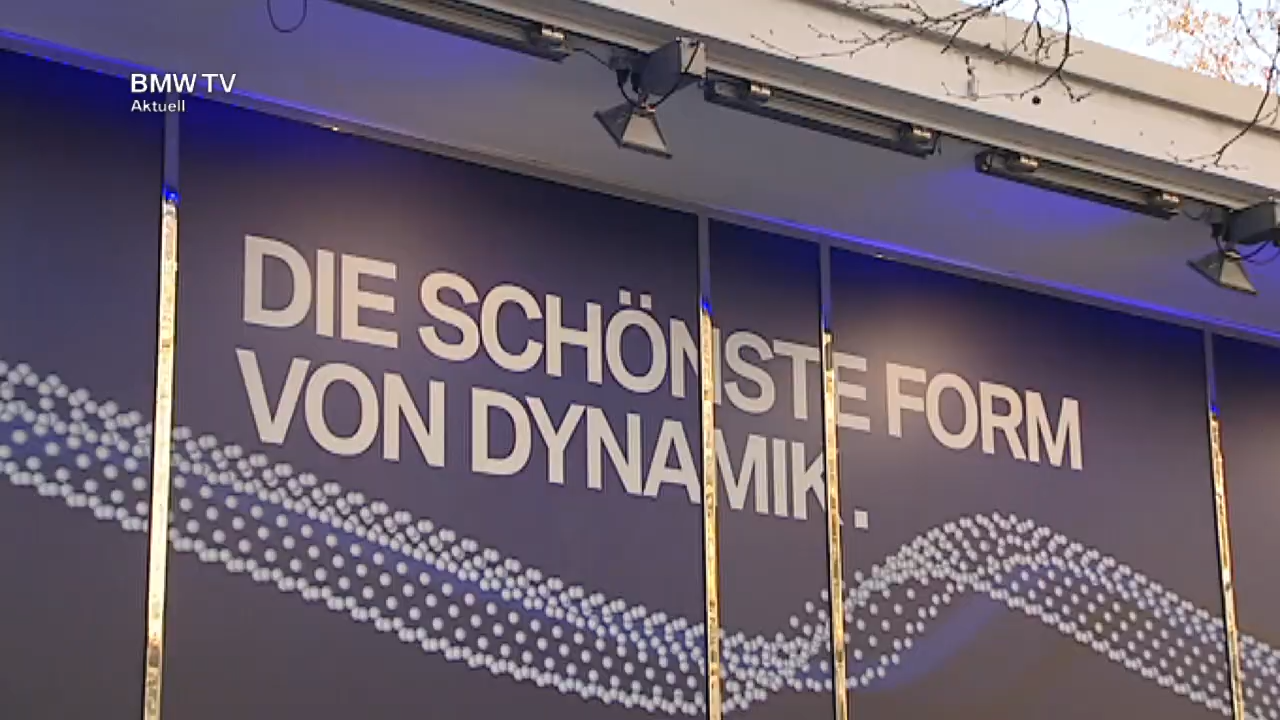 BMW TV
Aktuell
DIE SCHÖNSTE FORM
VON DYNAMIK.